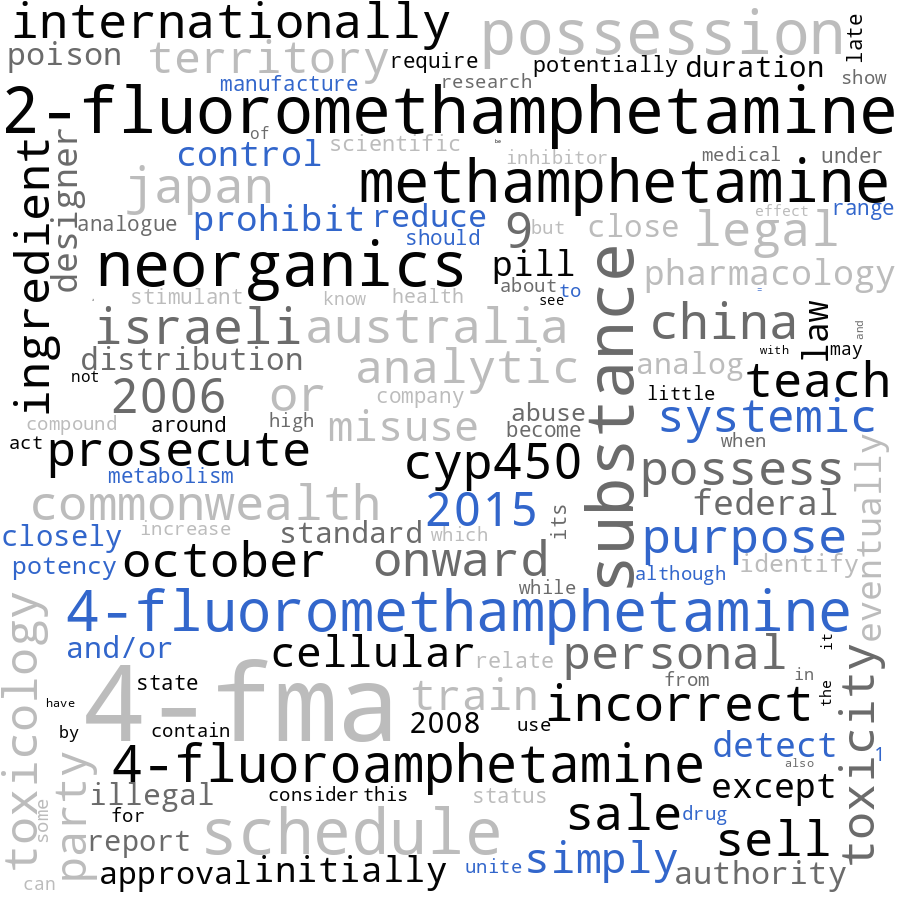 internationally
possession
late
poison
territory
require
potentially
duration
manufacture
research
show
2-fluoromethamphetamine
of
control
scientific
be
inhibitor
medical
under
ingredient
designer
japan
methamphetamine
analogue
prohibit
reduce
9
but
close
legal
effect
range
should
neorganics
pill
substance
pharmacology
about
to
see
=
.
stimulant
know
health
israeli
australia
china
law
and
distribution
analytic
with
may
not
analog
teach
2006
or
company
little
compound
around
high
misuse
abuse
become
systemic
act
prosecute
when
metabolism
cyp450
possess
eventually
commonwealth
2015
its
federal
closely
increase
standard
which
purpose
potency
october
onward
although
identify
while
toxicology
4-fluoromethamphetamine
and/or
cellular
relate
personal
it
toxicity
state
4-fma
from
in
the
have
train
incorrect
by
contain
2008
use
detect
1
party
4-fluoroamphetamine
also
illegal
consider
this
status
except
some
for
schedule
sale
drug
report
sell
can
approval
initially
unite
simply
authority